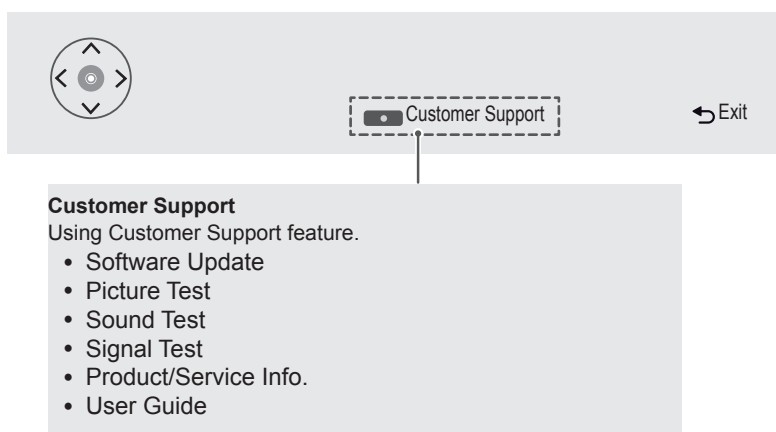 Customer Support
Exit
Customer Support
Using Customer Support feature.
• Software Update
• Picture Test
• Sound Test
• Signal Test
• Product/Service Info.
• User Guide